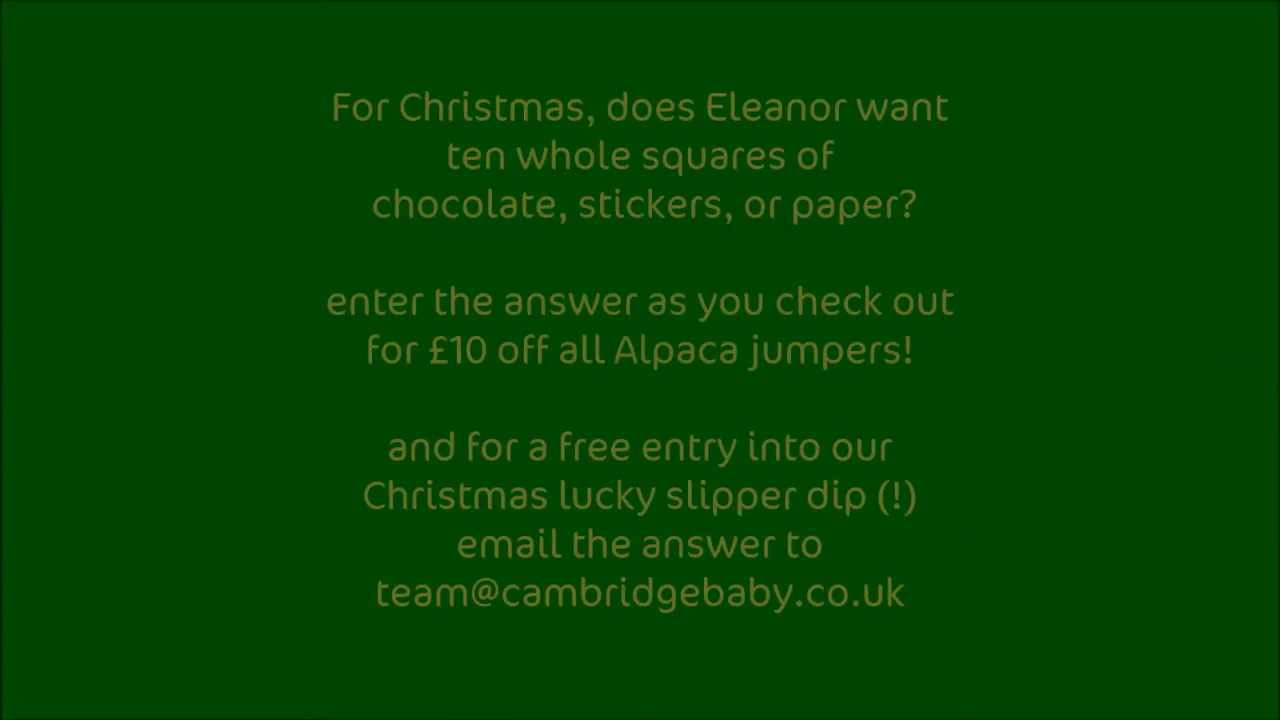 For Christmas, does Eleanor want
ten whole squares of
chocolate, stickers, or paper?
enter the answer as you check out
for £10 off all Alpaca jumpers!
and for a free entry into our
Christmas lucky slipper dip (!)
email the answer to
team@cambridgebaby.co.uk